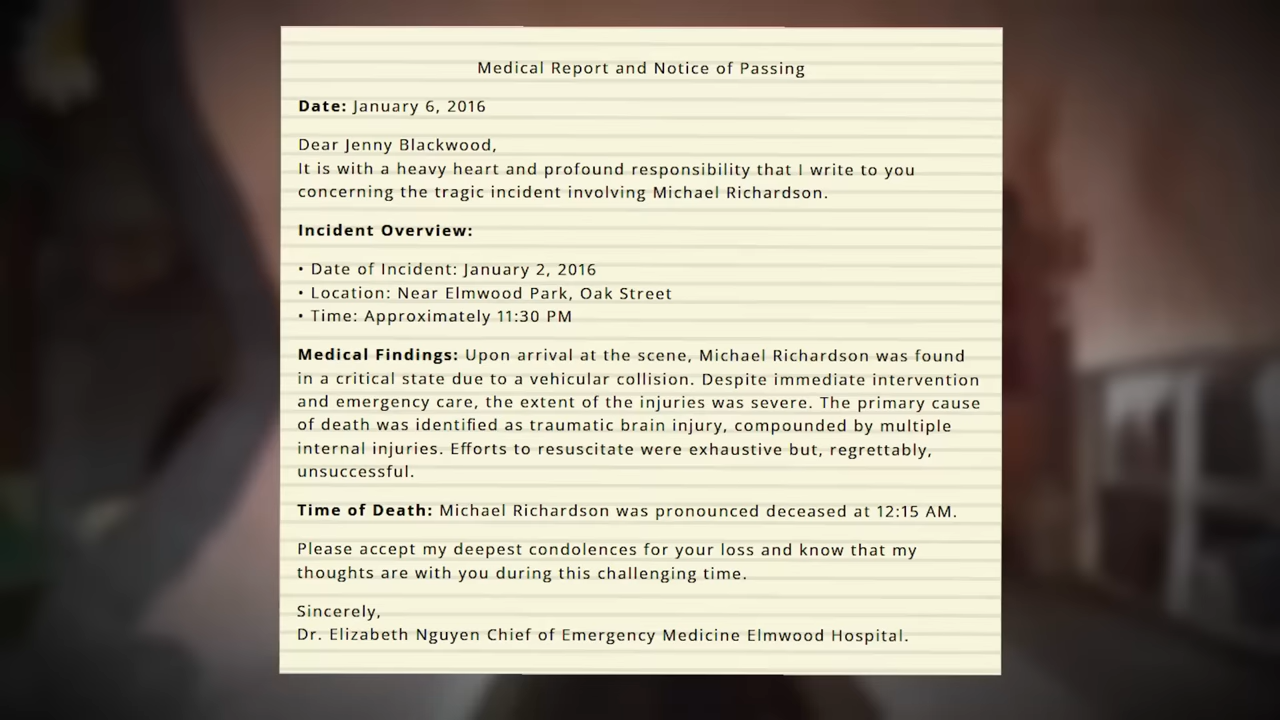 Medical Report and Notice of Passing
Date: January 6, 2016
Dear Jenny Blackwood,
It is with a heavy heart and profound responsibility that I write to you
concerning the tragic incident involving Michael Richardson.
Incident Overview:
• Date of Incident: January 2, 2016
• Location: Near Elmwood Park, Oak Street
• Time: Approximately 11:30 PM
Medical Findings: Upon arrival at the scene, Michael Richardson was found
in a critical state due to a vehicular collision. Despite immediate intervention
and emergency care, the extent of the injuries was severe. The primary cause
of death was identified as traumatic brain injury, compounded by multiple
internal injuries. Efforts to resuscitate were exhaustive but, regrettably,
unsuccessful.
Time of Death: Michael Richardson was pronounced deceased at 12:15 AM.
Please accept my deepest condolences for your loss and know that my
thoughts are with you during this challenging time.
Sincerely,
Dr. Elizabeth Nguyen Chief of Emergency Medicine Elmwood Hospital.